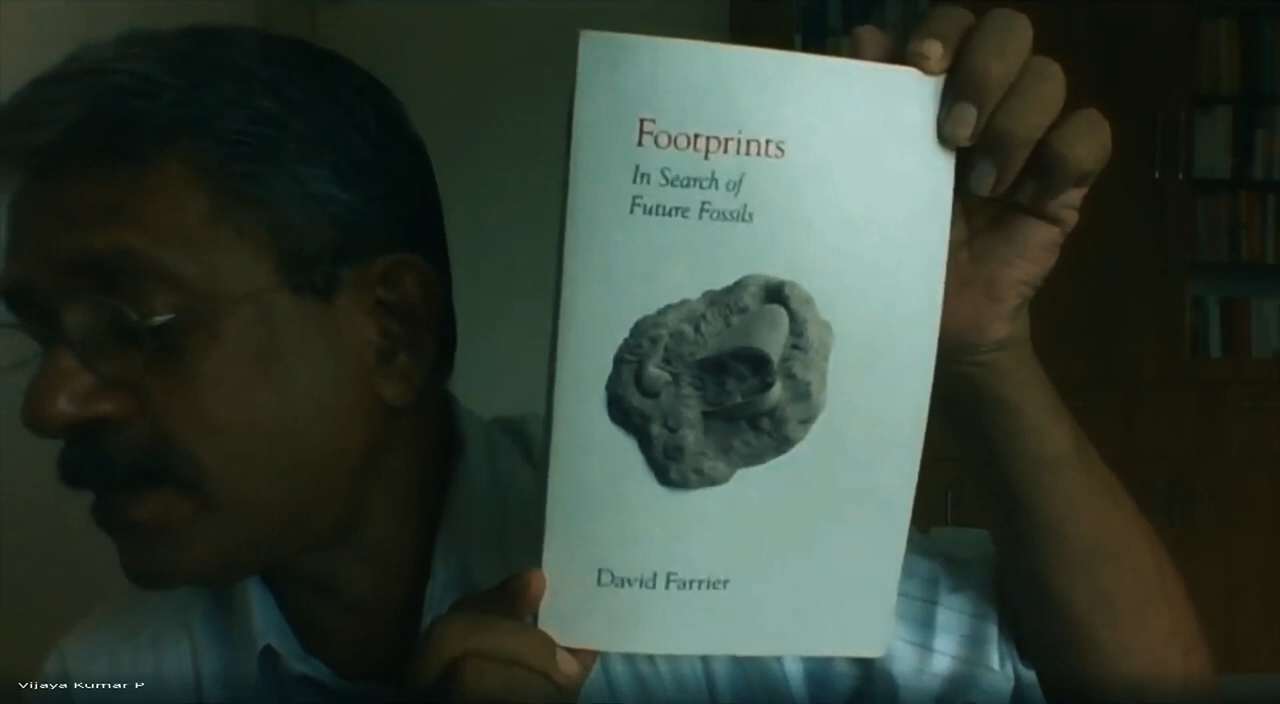 Footprints
In Search of
Future Fossils
David Farrier
Vijaya Kumar P